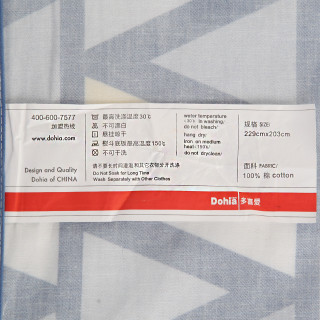 400-600-7577
加盟热线
www.dohia.com
Design and Quality
Dohia of CHINA
最高洗涤温度30℃
不可漂白
悬挂晾干
熨斗底板最高温度150℃
不可干洗
请不要长时间浸泡和其它衣物分开洗涤
Do Not Soak for Long Time
Wash Separately with Other Clothes
water temperature
≤30℃ in washing/
do not bleach/
hang dry/
Iron on medium
heat(150℃)
do not dryclean/
规格 SIZE
229cmx203cm
面料 FABRIC/
100% 棉 cotton
Dohia 多喜爱